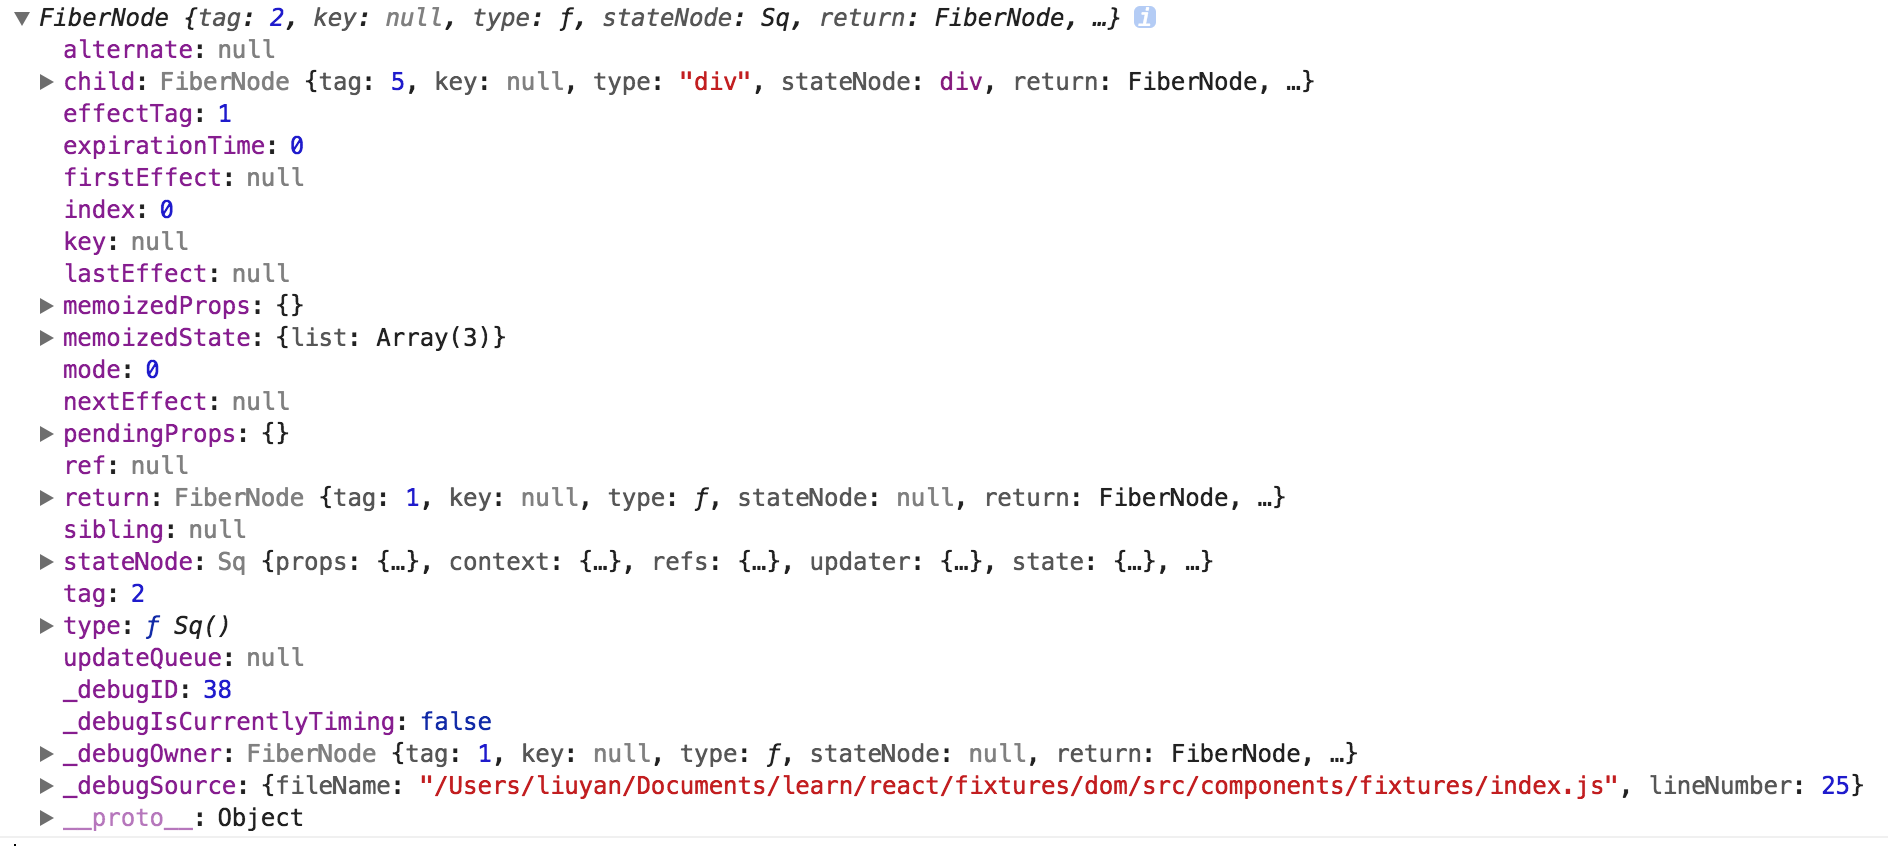 ▼ FiberNode {tag: 2, key: null, type: ƒ, stateNode: Sq, return: FiberNode, …} i
alternate: null
▶ child: FiberNode {tag: 5, key: null, type: "div", stateNode: div, return: FiberNode, …}
effectTag: 1
expirationTime: 0
firstEffect: null
index: 0
key: null
lastEffect: null
▶ memoizedProps: {}
▶ memoizedState: {list: Array(3)}
mode: 0
nextEffect: null
▶ pendingProps: {}
ref: null
▶ return: FiberNode {tag: 1, key: null, type: ƒ, stateNode: null, return: FiberNode, …}
sibling: null
▶ stateNode: Sq {props: {…}, context: {…}, refs: {…}, updater: {…}, state: {…}, …}
tag: 2
▶ type: ƒ Sq()
updateQueue: null
_debugID: 38
_debugIsCurrentlyTiming: false
▶ _debugOwner: FiberNode {tag: 1, key: null, type: ƒ, stateNode: null, return: FiberNode, …}
▶ _debugSource: {fileName: "/Users/liuyan/Documents/learn/react/fixtures/dom/src/components/fixtures/index.js", lineNumber: 25}
▶ __proto__: Object